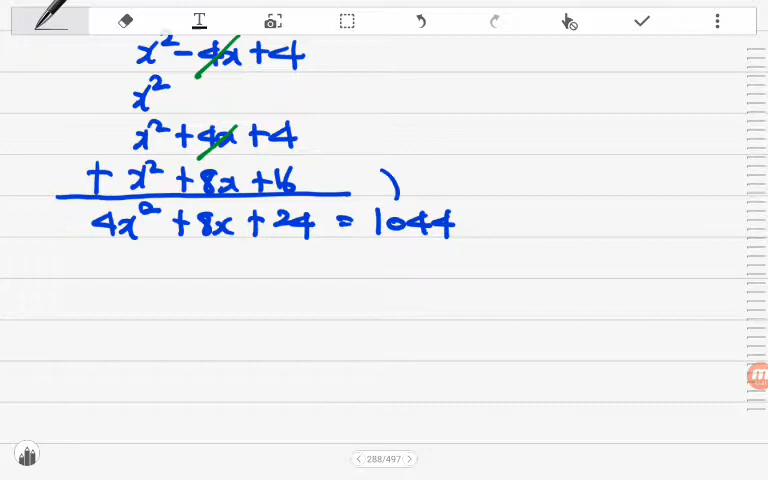 x² - 4x + 4
x²
x² + 4x + 4
+ x² + 8x + 16 )
4x² + 8x + 24 = 1044
288/497